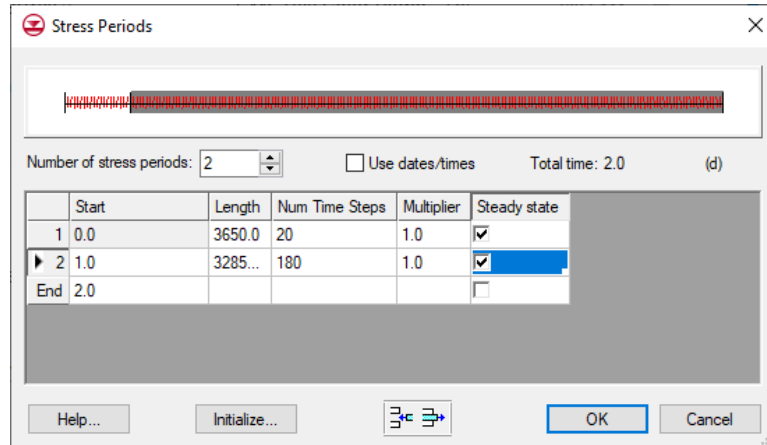 Stress Periods
Number of stress periods: 2 Use dates/times Total time: 2.0 (d)
Start Length Num Time Steps Multiplier Steady state
1 0.0 3650.0 20 1.0
2 1.0 3285... 180 1.0
End 2.0
Help... Initialize... OK Cancel